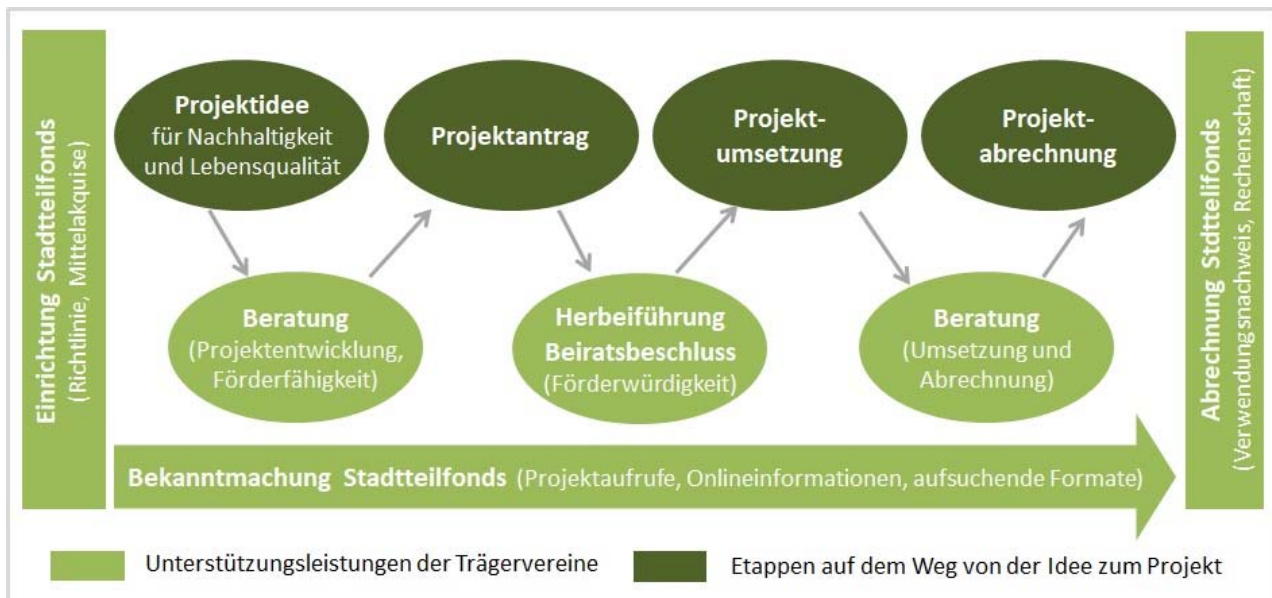 Einrichtung Stadtteilfonds
(Richtlinie, Mittelakquise)
Projektidee
für Nachhaltigkeit
und Lebensqualität
Projektantrag
Projekt-
umsetzung
Projekt-
abrechnung
Beratung
(Projektentwicklung,
Förderfähigkeit)
Herbeiführung
Beiratsbeschluss
(Förderwürdigkeit)
Beratung
(Umsetzung und
Abrechnung)
Bekanntmachung Stadtteilfonds (Projektaufrufe, Onlineinformationen, aufsuchende Formate)
Abrechnung Stdttelifonds
(Verwendungsnachweis, Rechenschaft)
Unterstützungsleistungen der Trägervereine
Etappen auf dem Weg von der Idee zum Projekt